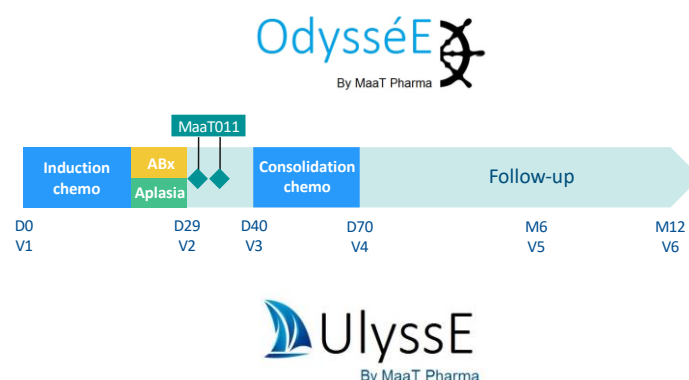 OdysséE
By MaaT Pharma
MaaT011
Induction chemo
ABx
Aplasia
Consolidation chemo
Follow-up
D0
V1
D29
V2
D40
V3
D70
V4
M6
V5
M12
V6
UlyssE
By MaaT Pharma